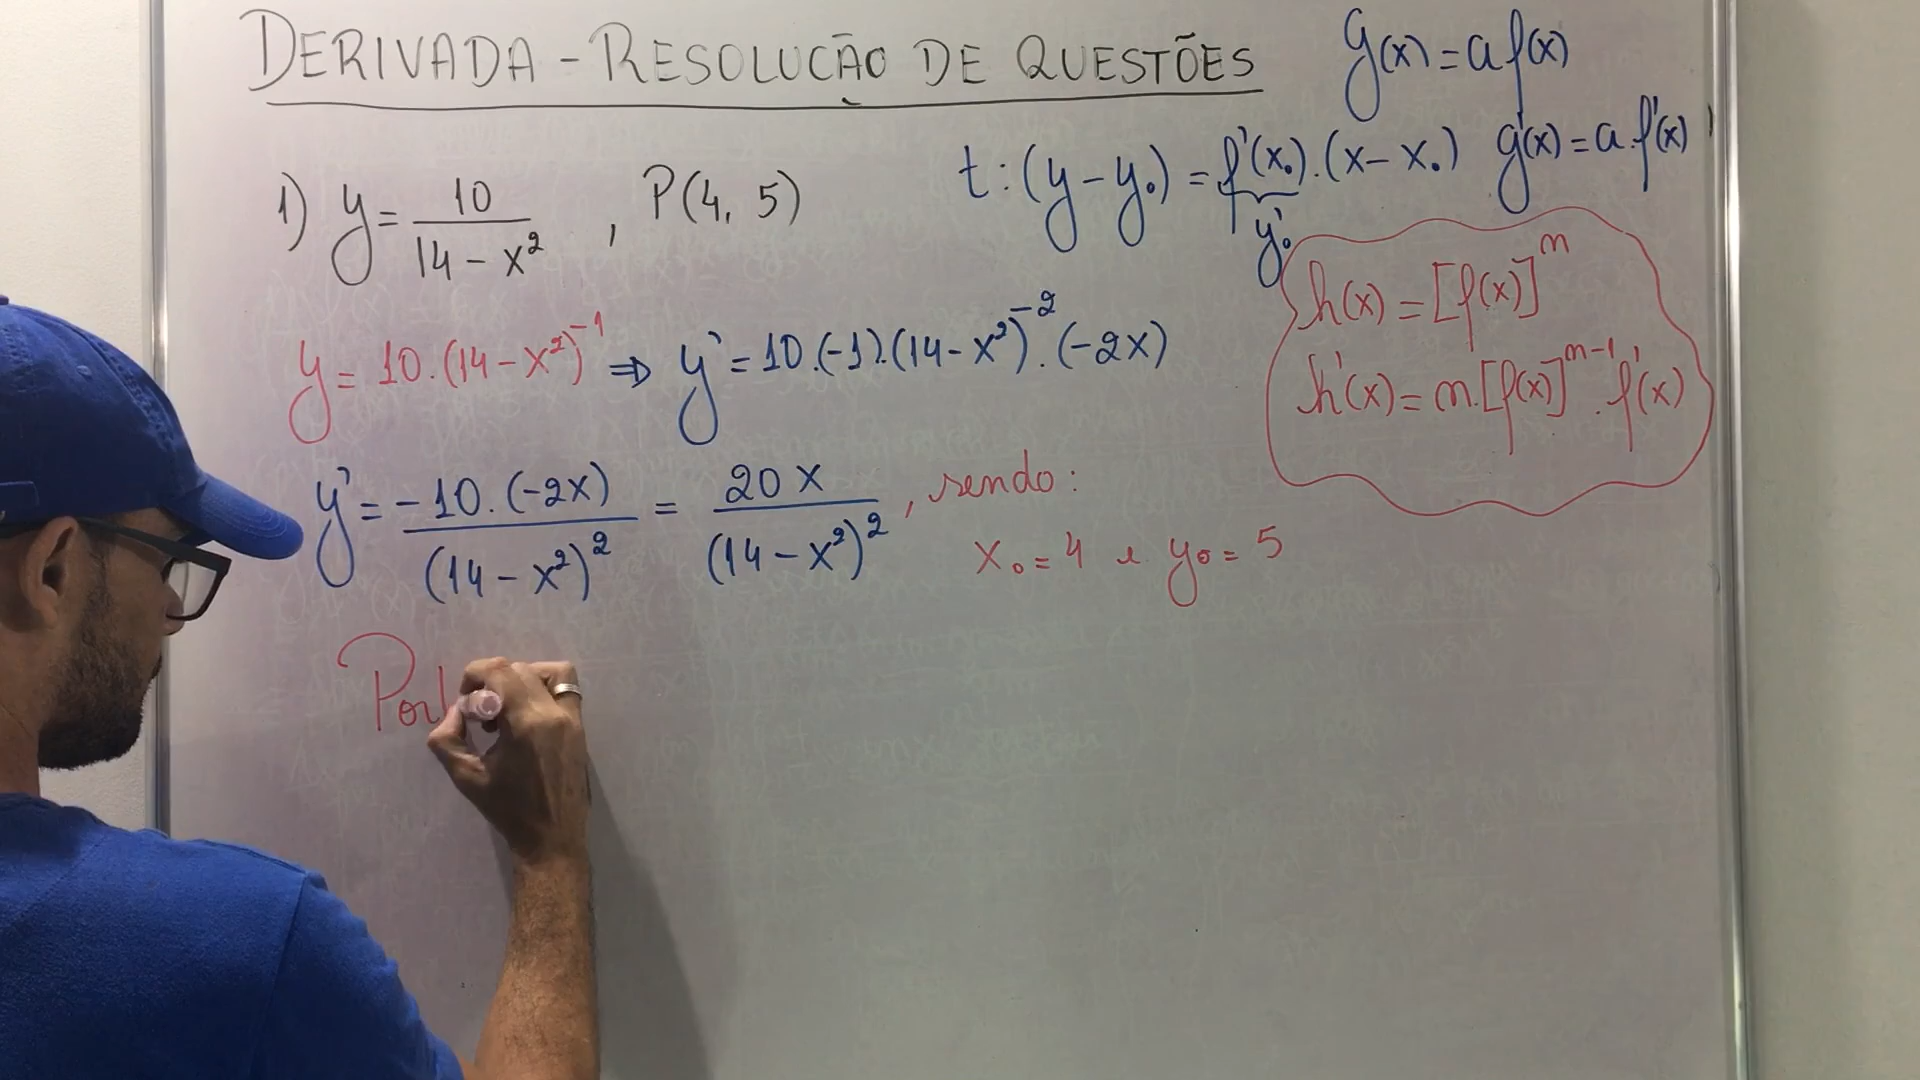 DERIVADA - RESOLUÇÃO DE QUESTÕES
g(x) = a f(x)
g'(x) = a . f'(x)
t : (y - y₀) = f'(x₀) . (x - x₀)
y'₀
1) y = 10 / (14 - x²) , P(4, 5)
h(x) = [f(x)]ⁿ
h'(x) = n.[f(x)]ⁿ⁻¹ . f'(x)
y = 10 . (14 - x²)⁻¹ ⇒ y' = 10 . (-1) . (14 - x²)⁻² . (-2x)
y' = -10 . (-2x) / (14 - x²)² = 20 x / (14 - x²)² , sendo:
x₀ = 4 e y₀ = 5